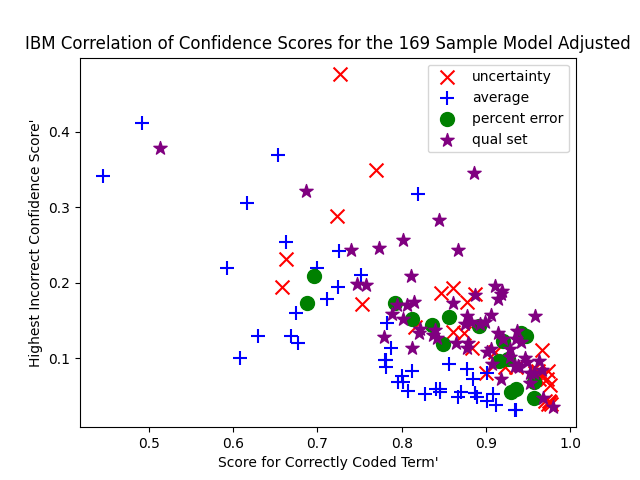 IBM Correlation of Confidence Scores for the 169 Sample Model Adjusted
uncertainty
average
percent error
qual set
Highest Incorrect Confidence Score'
0.4
0.3
0.2
0.1
0.5 0.6 0.7 0.8 0.9 1.0
Score for Correctly Coded Term'